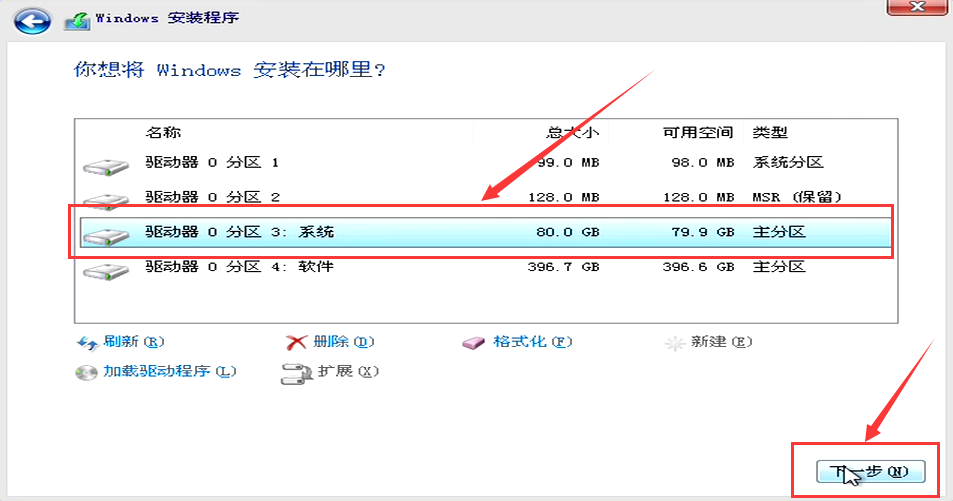 Windows 安装程序
你想将 Windows 安装在哪里?
名称 总大小 可用空间 类型
驱动器 0 分区 1 99.0 MB 98.0 MB 系统分区
驱动器 0 分区 2 128.0 MB 128.0 MB MSR (保留)
驱动器 0 分区 3: 系统 80.0 GB 79.9 GB 主分区
驱动器 0 分区 4: 软件 396.7 GB 396.6 GB 主分区
刷新(R) 删除(D) 格式化(F) 新建(E)
加载驱动程序(L) 扩展(X)
下一步(N)